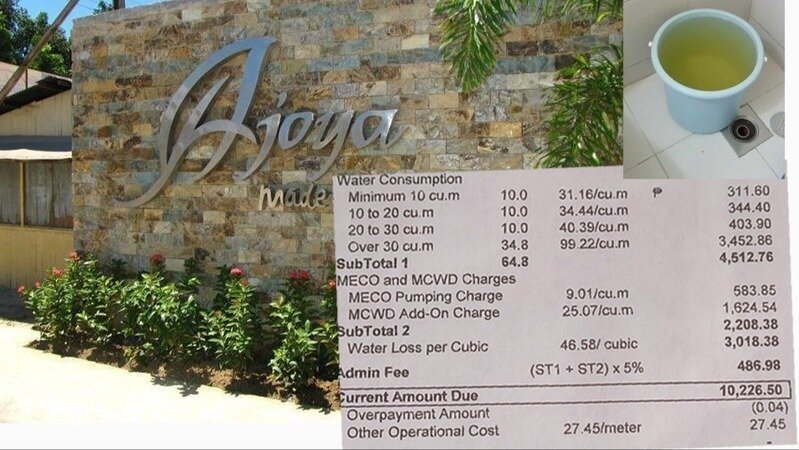 Ajoya
made
Water Consumption
Minimum 10 cu.m 10.0 31.16/cu.m ₱ 311.60
10 to 20 cu.m 10.0 34.44/cu.m 344.40
20 to 30 cu.m 10.0 40.39/cu.m 403.90
Over 30 cu.m 34.8 99.22/cu.m 3,452.86
SubTotal 1 64.8 4,512.76
MECO and MCWD Charges
MECO Pumping Charge 9.01/cu.m 583.85
MCWD Add-On Charge 25.07/cu.m 1,624.54
SubTotal 2 2,208.38
Water Loss per Cubic 46.58/ cubic 3,018.38
Admin Fee (ST1 + ST2) x 5% 486.98
Current Amount Due 10,226.50
Overpayment Amount (0.04)
Other Operational Cost 27.45/meter 27.45